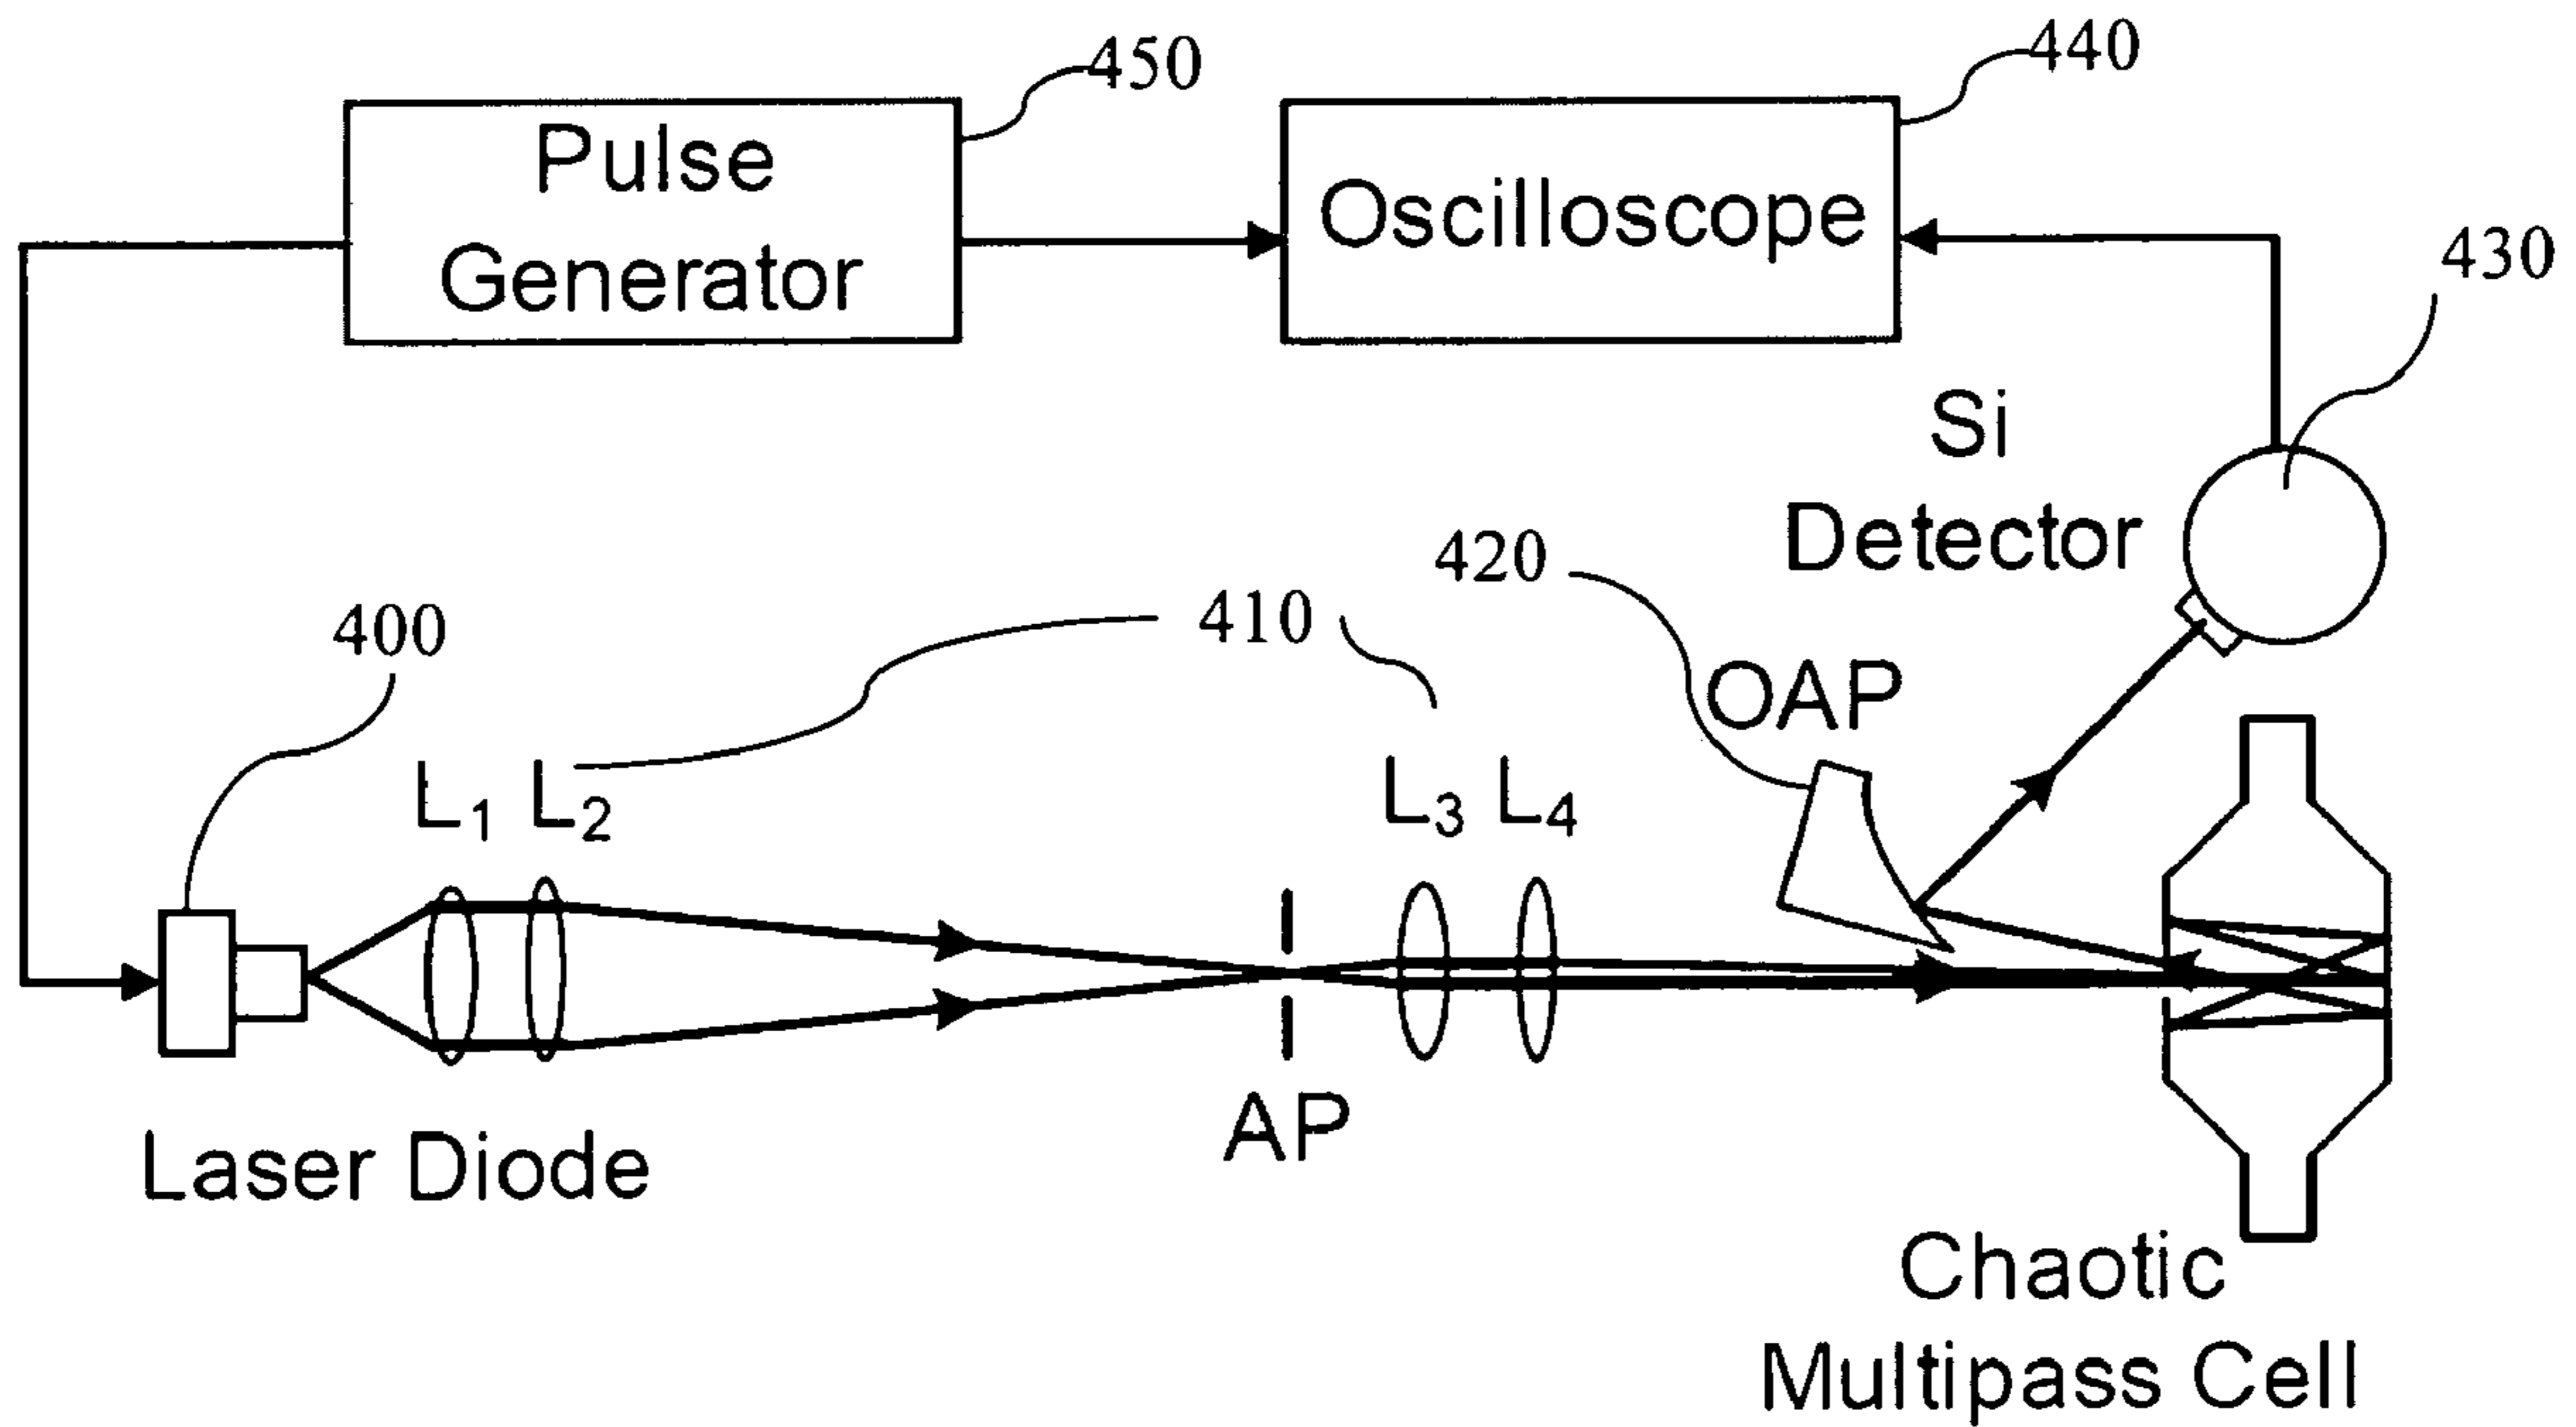 450
440
Pulse
Generator
Oscilloscope
430
Si
Detector
420
410
400
OAP
L1 L2
L3 L4
AP
Laser Diode
Chaotic
Multipass Cell